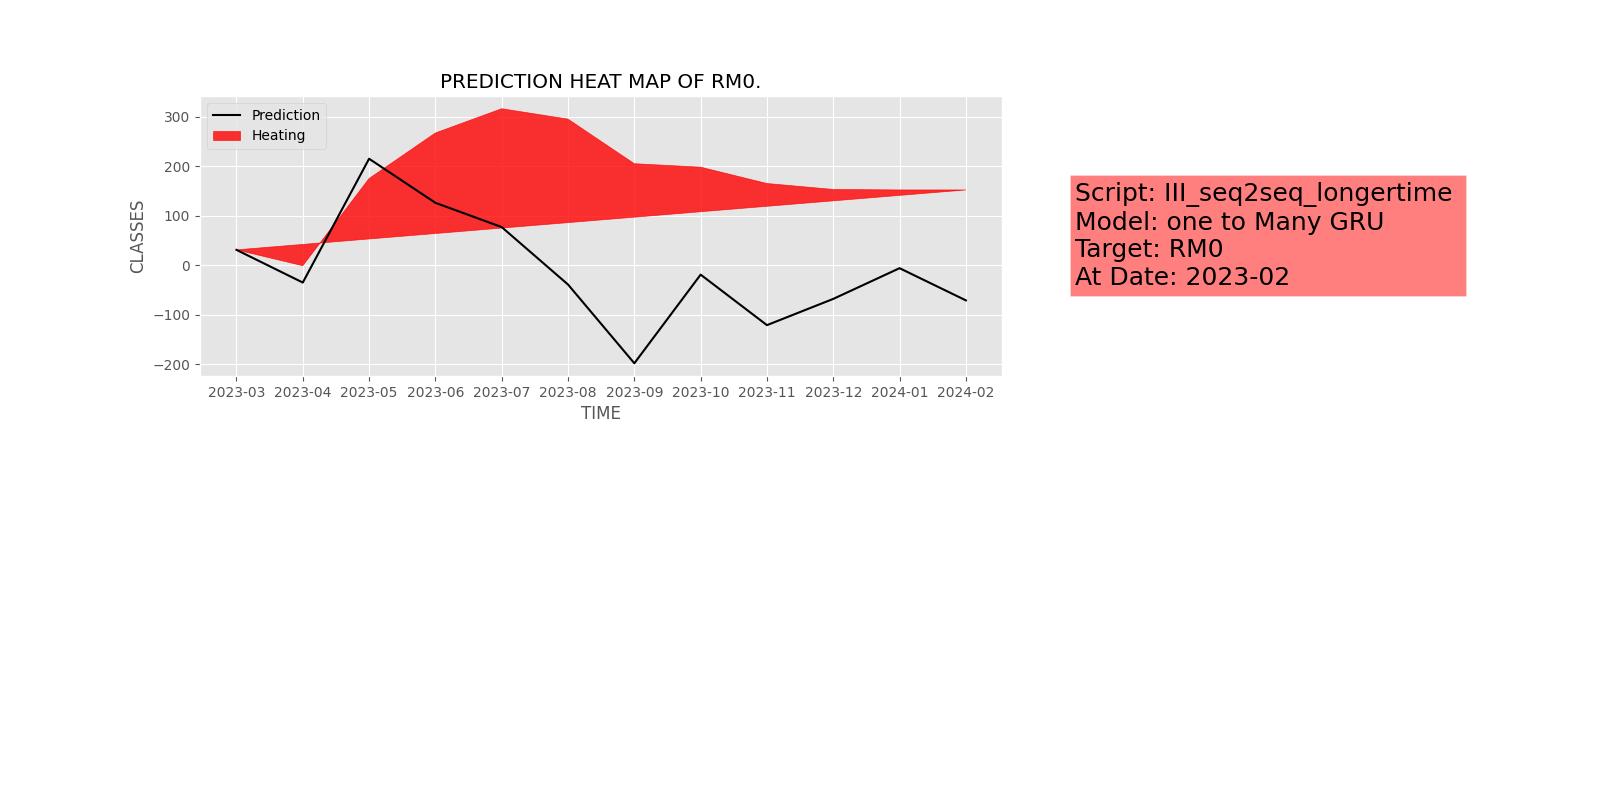 PREDICTION HEAT MAP OF RM0.
Prediction
Heating
300
200
100
0
−100
−200
CLASSES
2023-03 2023-04 2023-05 2023-06 2023-07 2023-08 2023-09 2023-10 2023-11 2023-12 2024-01 2024-02
TIME
Script: III_seq2seq_longertime
Model: one to Many GRU
Target: RM0
At Date: 2023-02